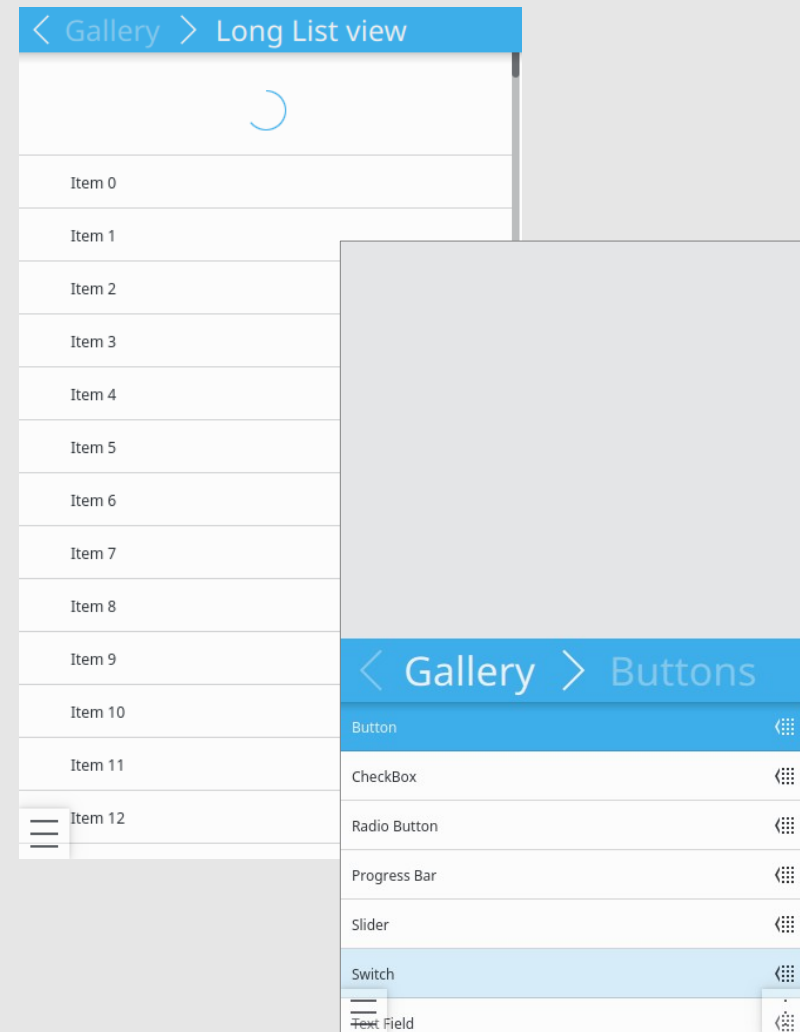 Gallery Long List view
Item 0
Item 1
Item 2
Item 3
Item 4
Item 5
Item 6
Item 7
Item 8
Item 9
Item 10
Item 11
Item 12
Gallery Buttons
Button
CheckBox
Radio Button
Progress Bar
Slider
Switch
Text Field